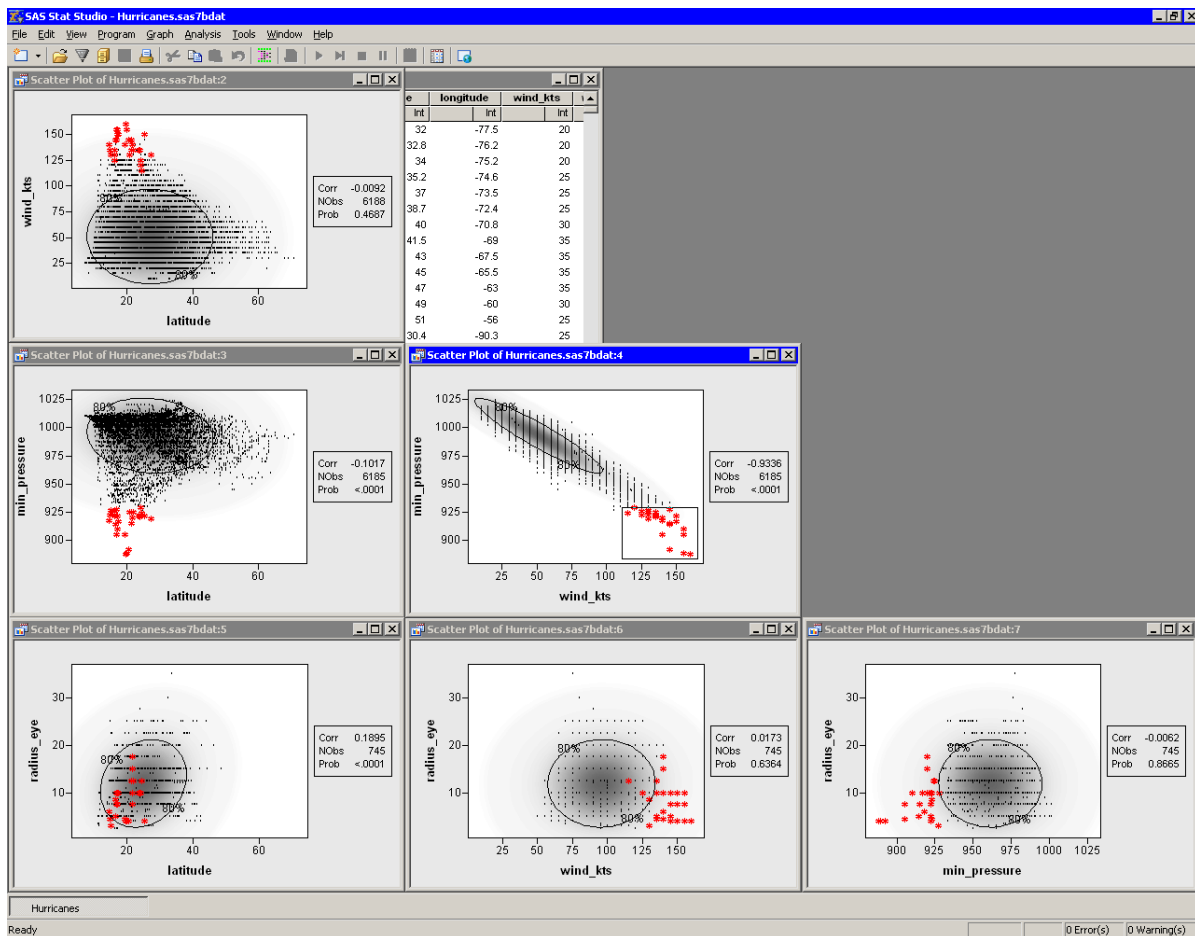 SAS Stat Studio - Hurricanes.sas7bdat
File Edit View Program Graph Analysis Tools Window Help
Scatter Plot of Hurricanes.sas7bdat:2
150
125
100
75
50
25
wind_kts
80%
80%
20 40 60
latitude
Corr -0.0092
NObs 6188
Prob 0.4687
e longitude wind_kts
Int Int Int
32 -77.5 20
32.8 -76.2 20
34 -75.2 20
35.2 -74.6 25
37 -73.5 25
38.7 -72.4 25
40 -70.8 30
41.5 -69 35
43 -67.5 35
45 -65.5 35
47 -63 35
49 -60 30
51 -56 25
30.4 -90.3 25
Scatter Plot of Hurricanes.sas7bdat:3
1025
1000
975
950
925
900
min_pressure
80%
20 40 60
latitude
Corr -0.1017
NObs 6185
Prob <.0001
Scatter Plot of Hurricanes.sas7bdat:4
1025
1000
975
950
925
900
min_pressure
80%
80%
25 50 75 100 125 150
wind_kts
Corr -0.9336
NObs 6185
Prob <.0001
Scatter Plot of Hurricanes.sas7bdat:5
30
20
10
radius_eye
80%
80%
20 40 60
latitude
Corr 0.1895
NObs 745
Prob <.0001
Scatter Plot of Hurricanes.sas7bdat:6
30
20
10
radius_eye
80%
80%
25 50 75 100 125 150
wind_kts
Corr 0.0173
NObs 745
Prob 0.6364
Scatter Plot of Hurricanes.sas7bdat:7
30
20
10
radius_eye
80%
80%
900 925 950 975 1000 1025
min_pressure
Corr -0.0062
NObs 745
Prob 0.8665
Hurricanes
Ready
0 Error(s) 0 Warning(s)